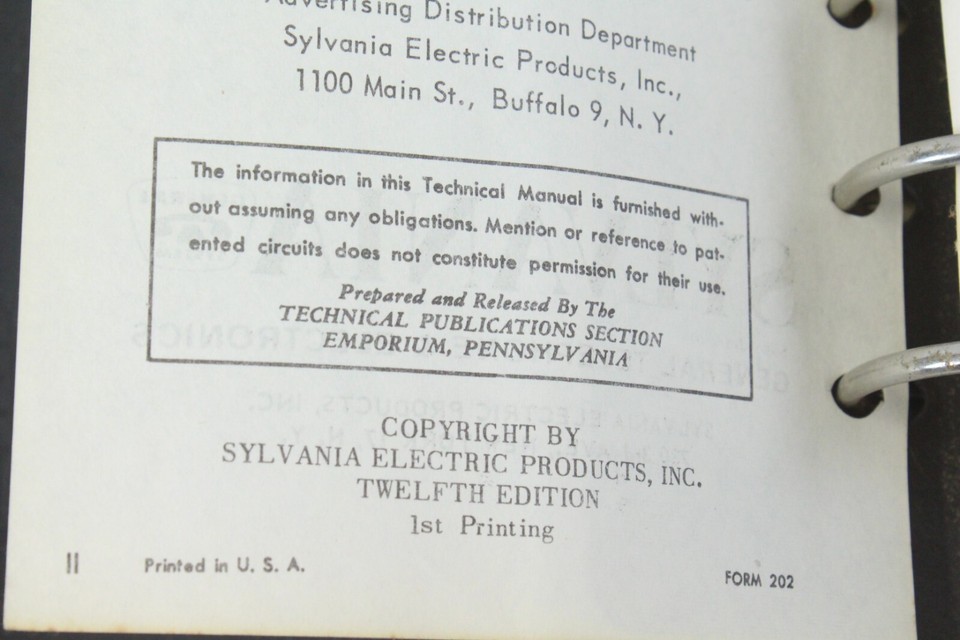 Advertising Distribution Department
Sylvania Electric Products, Inc.,
1100 Main St., Buffalo 9, N. Y.
The information in this Technical Manual is furnished with-
out assuming any obligations. Mention or reference to pat-
ented circuits does not constitute permission for their use.
Prepared and Released By The
TECHNICAL PUBLICATIONS SECTION
EMPORIUM, PENNSYLVANIA
COPYRIGHT BY
SYLVANIA ELECTRIC PRODUCTS, INC.
TWELFTH EDITION
1st Printing
II Printed in U. S. A. FORM 202